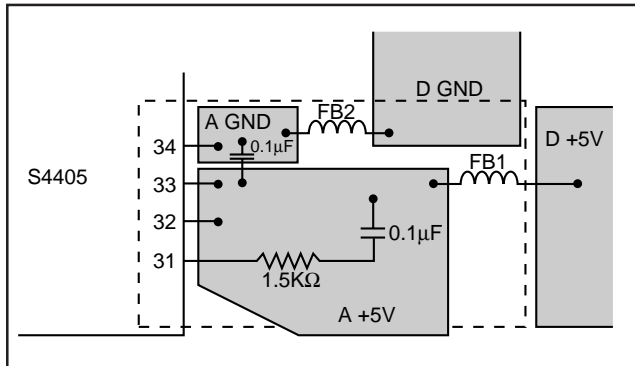 D GND
FB2
A GND
34
0.1µF
D +5V
FB1
S4405
33
32
0.1µF
31
1.5KΩ
A +5V